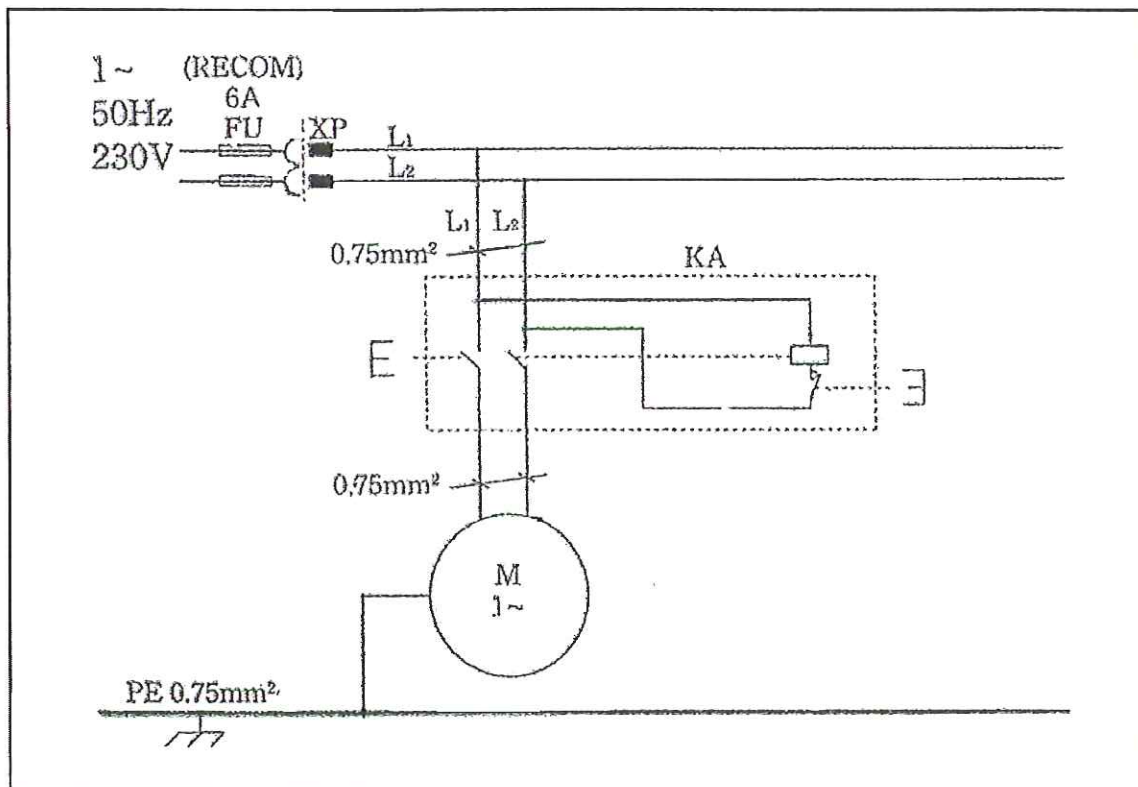 1~ (RECOM)
50Hz 6A
FU XP
230V
L1
L2
L1 L2
0.75mm²
KA
0.75mm²
M
1~
PE 0.75mm²